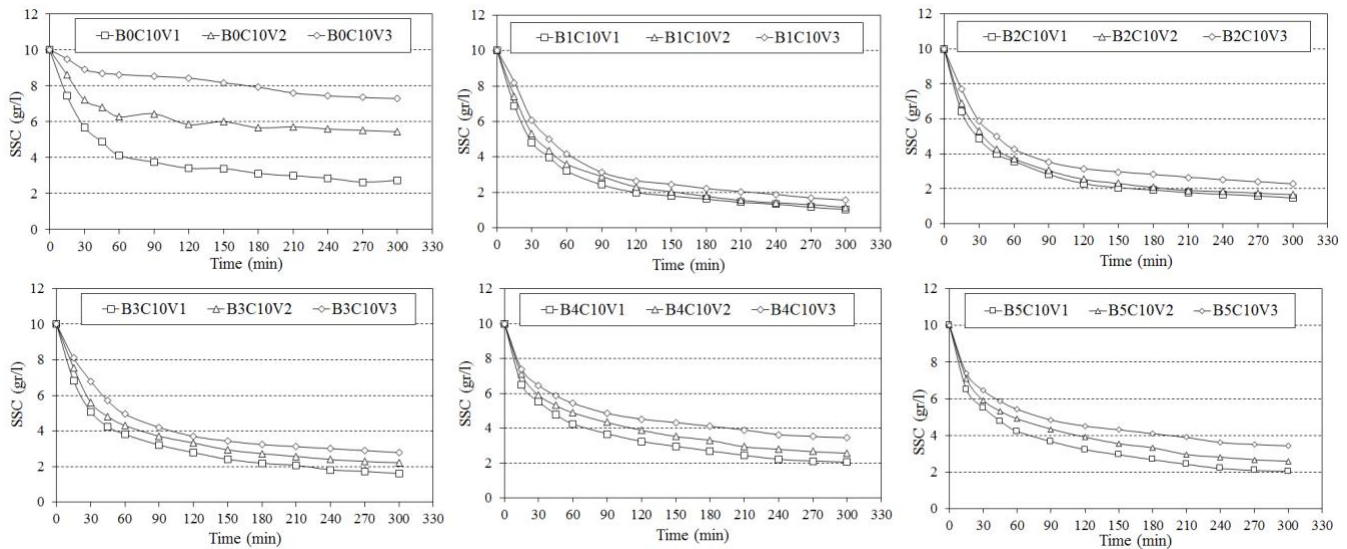 B0C10V1 B0C10V2 B0C10V3
SSC (gr/l)
12
10
8
6
4
2
0
0 30 60 90 120 150 180 210 240 270 300 330
Time (min)
B1C10V1 B1C10V2 B1C10V3
SSC (gr/l)
12
10
8
6
4
2
0
0 30 60 90 120 150 180 210 240 270 300 330
Time (min)
B2C10V1 B2C10V2 B2C10V3
SSC (gr/l)
12
10
8
6
4
2
0
0 30 60 90 120 150 180 210 240 270 300 330
Time (min)
B3C10V1 B3C10V2 B3C10V3
SSC (gr/l)
12
10
8
6
4
2
0
0 30 60 90 120 150 180 210 240 270 300 330
Time (min)
B4C10V1 B4C10V2 B4C10V3
SSC (gr/l)
12
10
8
6
4
2
0
0 30 60 90 120 150 180 210 240 270 300 330
Time (min)
B5C10V1 B5C10V2 B5C10V3
SSC (gr/l)
12
10
8
6
4
2
0
0 30 60 90 120 150 180 210 240 270 300 330
Time (min)